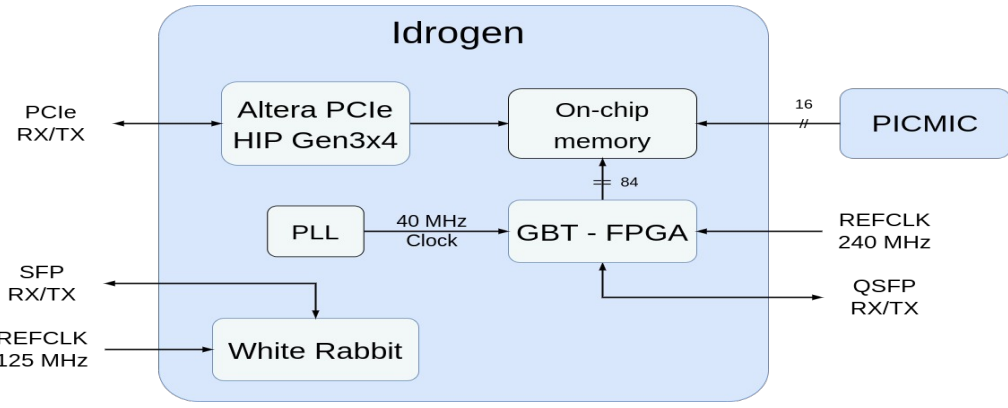 Idrogen
PCIe
RX/TX
Altera PCIe
HIP Gen3x4
On-chip
memory
16
//
PICMIC
84
PLL
40 MHz
Clock
GBT - FPGA
REFCLK
240 MHz
SFP
RX/TX
QSFP
RX/TX
REFCLK
125 MHz
White Rabbit